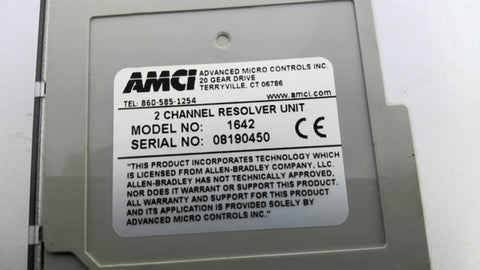 AMCI
ADVANCED MICRO CONTROLS INC.
20 GEAR DRIVE
TERRYVILLE, CT 06786
TEL: 860-585-1254
www.amci.com
2 CHANNEL RESOLVER UNIT
MODEL NO: 1642
SERIAL NO: 08190450
CE
"THIS PRODUCT INCORPORATES TECHNOLOGY WHICH
IS LICENSED FROM ALLEN-BRADLEY COMPANY, LLC.
ALLEN-BRADLEY HAS NOT TECHNICALLY APPROVED,
NOR DOES IT WARRANT OR SUPPORT THIS PRODUCT.
ALL WARRANTY AND SUPPORT FOR THIS PRODUCT
AND ITS APPLICATION IS PROVIDED SOLELY BY
ADVANCED MICRO CONTROLS INC."